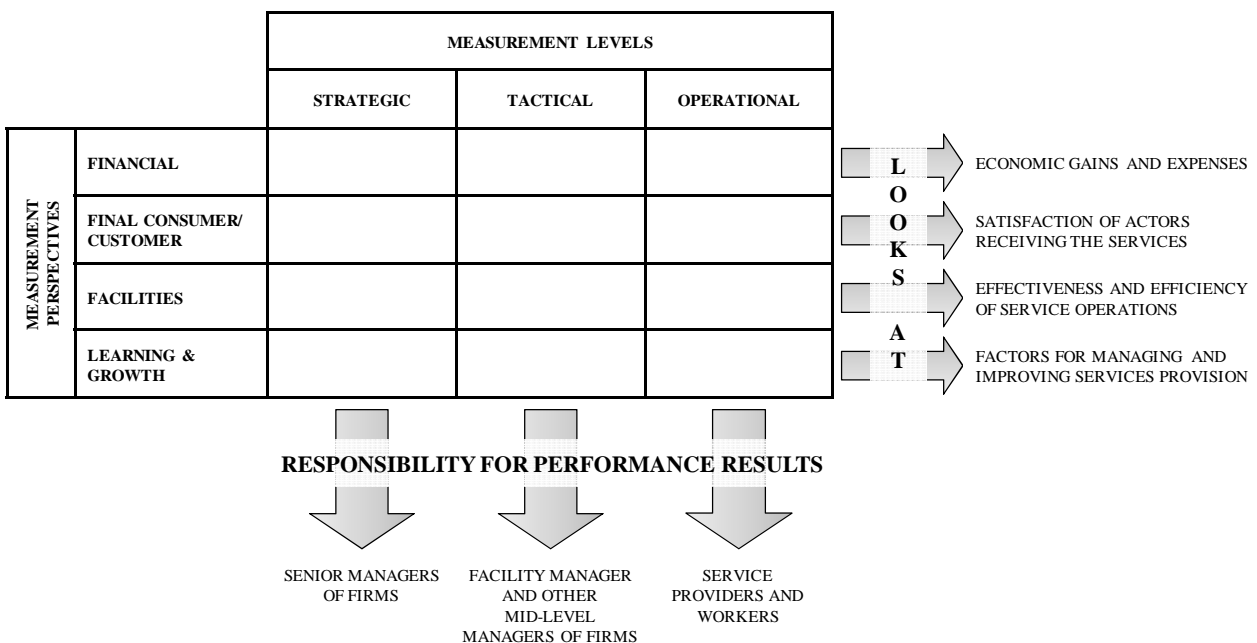 MEASUREMENT LEVELS
STRATEGIC
TACTICAL
OPERATIONAL
MEASUREMENT
PERSPECTIVES
FINANCIAL
FINAL CONSUMER/
CUSTOMER
FACILITIES
LEARNING &
GROWTH
LOOKS AT
ECONOMIC GAINS AND EXPENSES
SATISFACTION OF ACTORS
RECEIVING THE SERVICES
EFFECTIVENESS AND EFFICIENCY
OF SERVICE OPERATIONS
FACTORS FOR MANAGING AND
IMPROVING SERVICES PROVISION
RESPONSIBILITY FOR PERFORMANCE RESULTS
SENIOR MANAGERS
OF FIRMS
FACILITY MANAGER
AND OTHER
MID-LEVEL
MANAGERS OF FIRMS
SERVICE
PROVIDERS AND
WORKERS